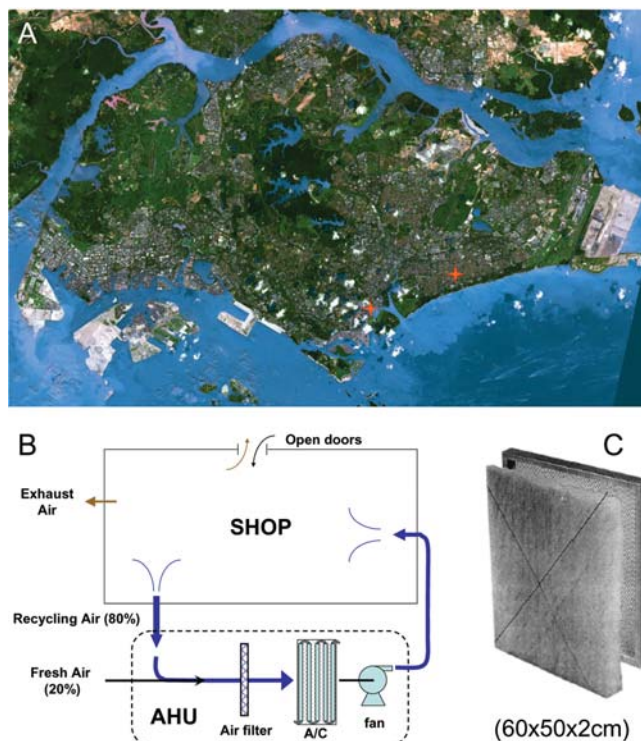 A
B
C
Open doors
Exhaust
Air
SHOP
Recycling Air (80%)
Fresh Air
(20%)
AHU
Air filter
A/C
fan
(60x50x2cm)